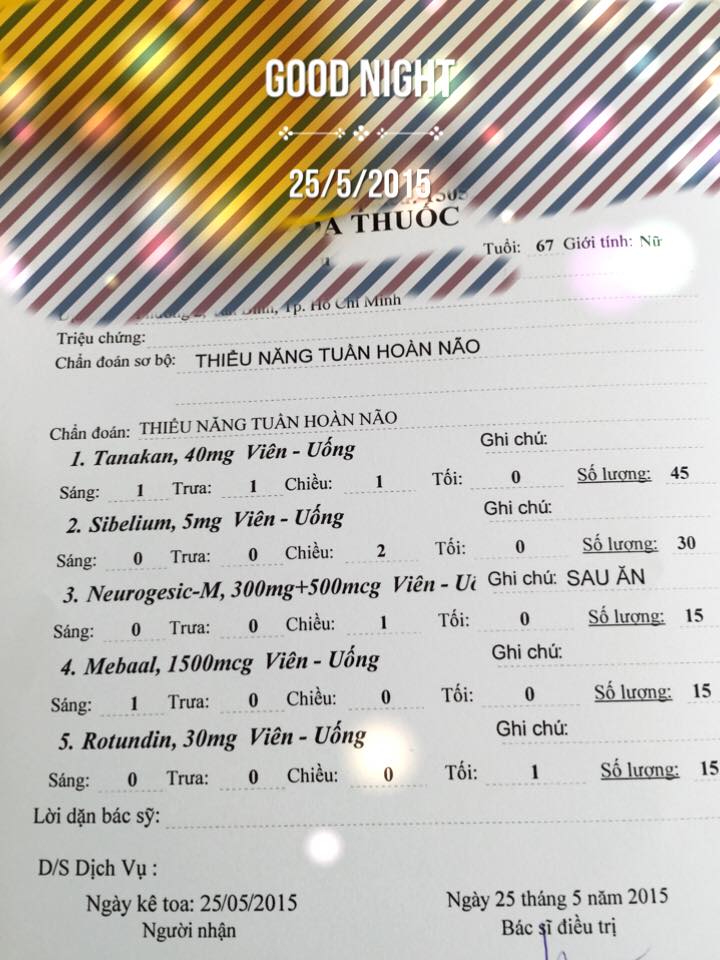 GOOD NIGHT
25/5/2015
THUỐC
Tuổi: 67 Giới tính: Nữ
Tp. Hồ Chí Minh
Triệu chứng:
Chẩn đoán sơ bộ: THIẾU NĂNG TUẦN HOÀN NÃO
Chẩn đoán: THIẾU NĂNG TUẦN HOÀN NÃO
1. Tanakan, 40mg Viên - Uống Ghi chú:
Sáng: 1 Trưa: 1 Chiều: 1 Tối: 0 Số lượng: 45
2. Sibelium, 5mg Viên - Uống Ghi chú:
Sáng: 0 Trưa: 0 Chiều: 2 Tối: 0 Số lượng: 30
3. Neurogesic-M, 300mg+500mcg Viên - Uố Ghi chú: SAU ĂN
Sáng: 0 Trưa: 0 Chiều: 1 Tối: 0 Số lượng: 15
4. Mebaal, 1500mcg Viên - Uống Ghi chú:
Sáng: 1 Trưa: 0 Chiều: 0 Tối: 0 Số lượng: 15
5. Rotundin, 30mg Viên - Uống Ghi chú:
Sáng: 0 Trưa: 0 Chiều: 0 Tối: 1 Số lượng: 15
Lời dặn bác sỹ:
D/S Dịch Vụ :
Ngày kê toa: 25/05/2015 Ngày 25 tháng 5 năm 2015
Người nhận Bác sĩ điều trị